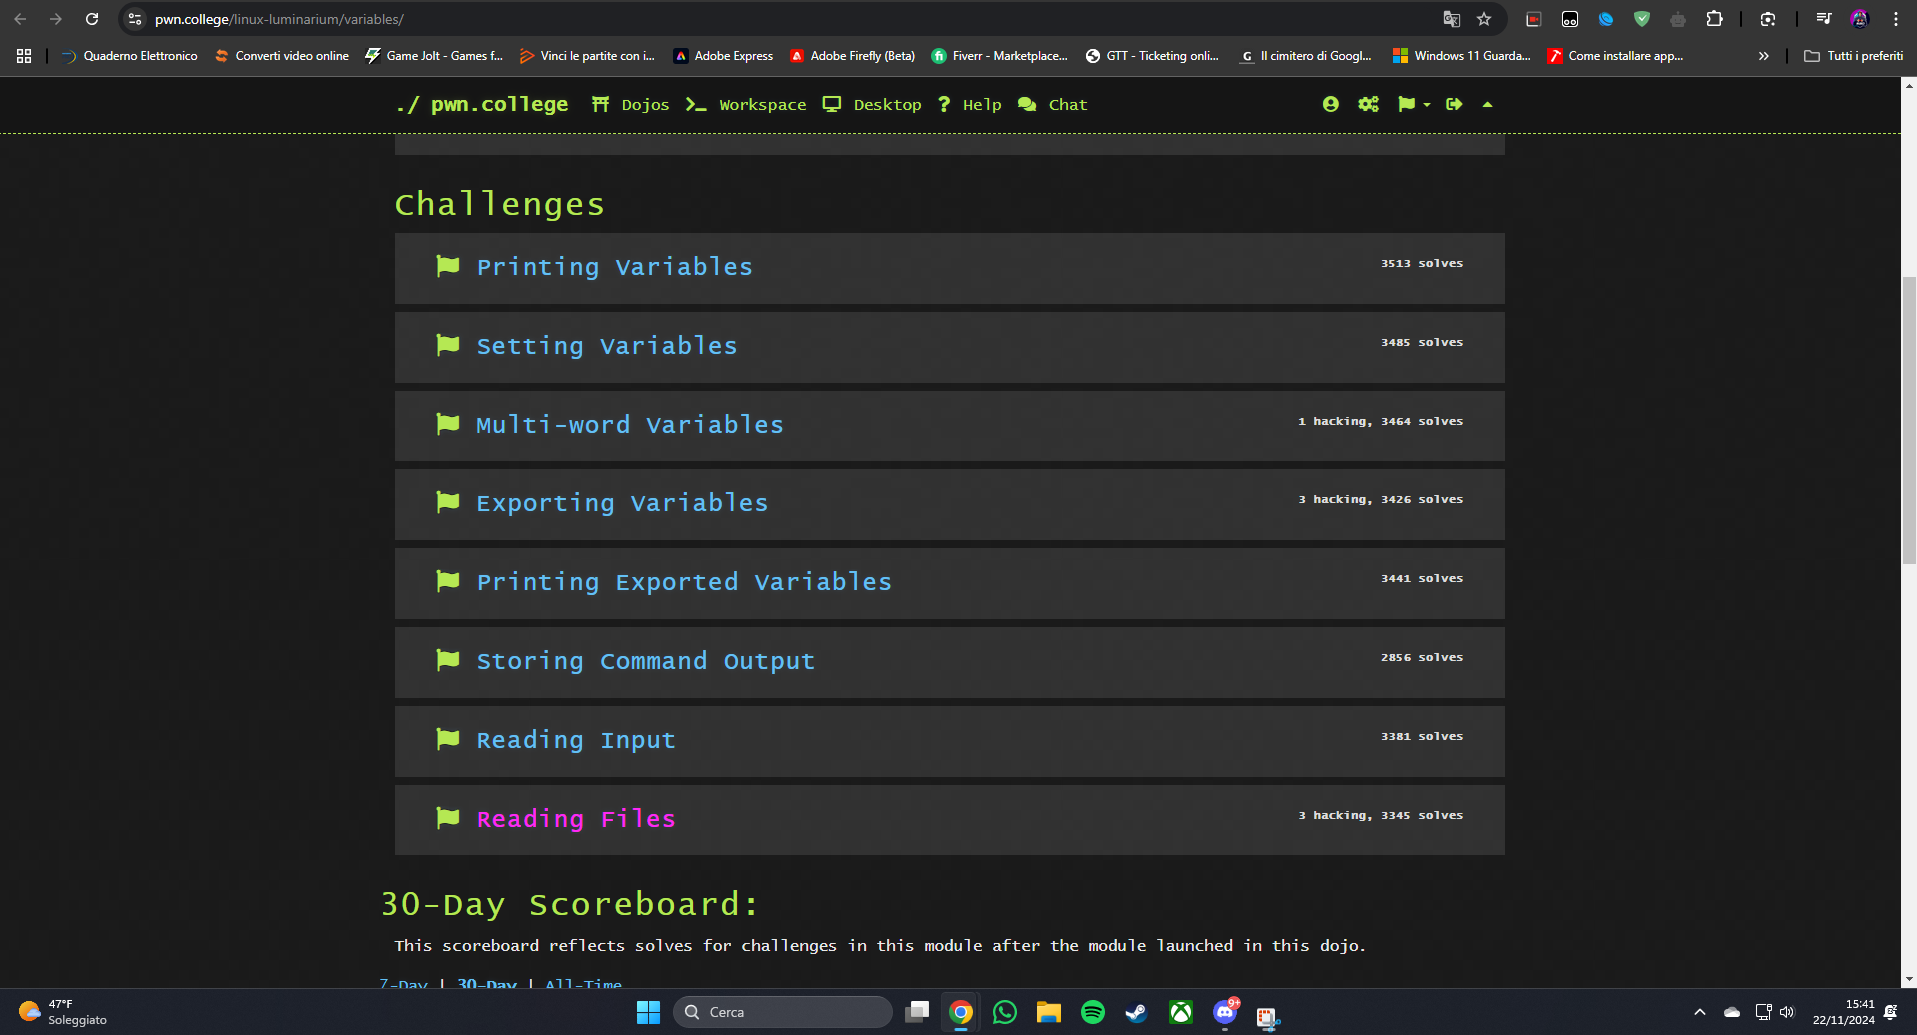 pwn.college/linux-luminarium/variables/
Quaderno Elettronico Converti video online Game Jolt - Games f... Vinci le partite con i... Adobe Express Adobe Firefly (Beta) Fiverr - Marketplace... GTT - Ticketing onli... Il cimitero di Googl... Windows 11 Guarda... Come installare app... » Tutti i preferiti
./ pwn.college Dojos Workspace Desktop Help Chat
Challenges
Printing Variables 3513 solves
Setting Variables 3485 solves
Multi-word Variables 1 hacking, 3464 solves
Exporting Variables 3 hacking, 3426 solves
Printing Exported Variables 3441 solves
Storing Command Output 2856 solves
Reading Input 3381 solves
Reading Files 3 hacking, 3345 solves
30-Day Scoreboard:
This scoreboard reflects solves for challenges in this module after the module launched in this dojo.
7-Day | 30-Day | All-Time
47°F
Soleggiato
Cerca
9+
15:41
22/11/2024